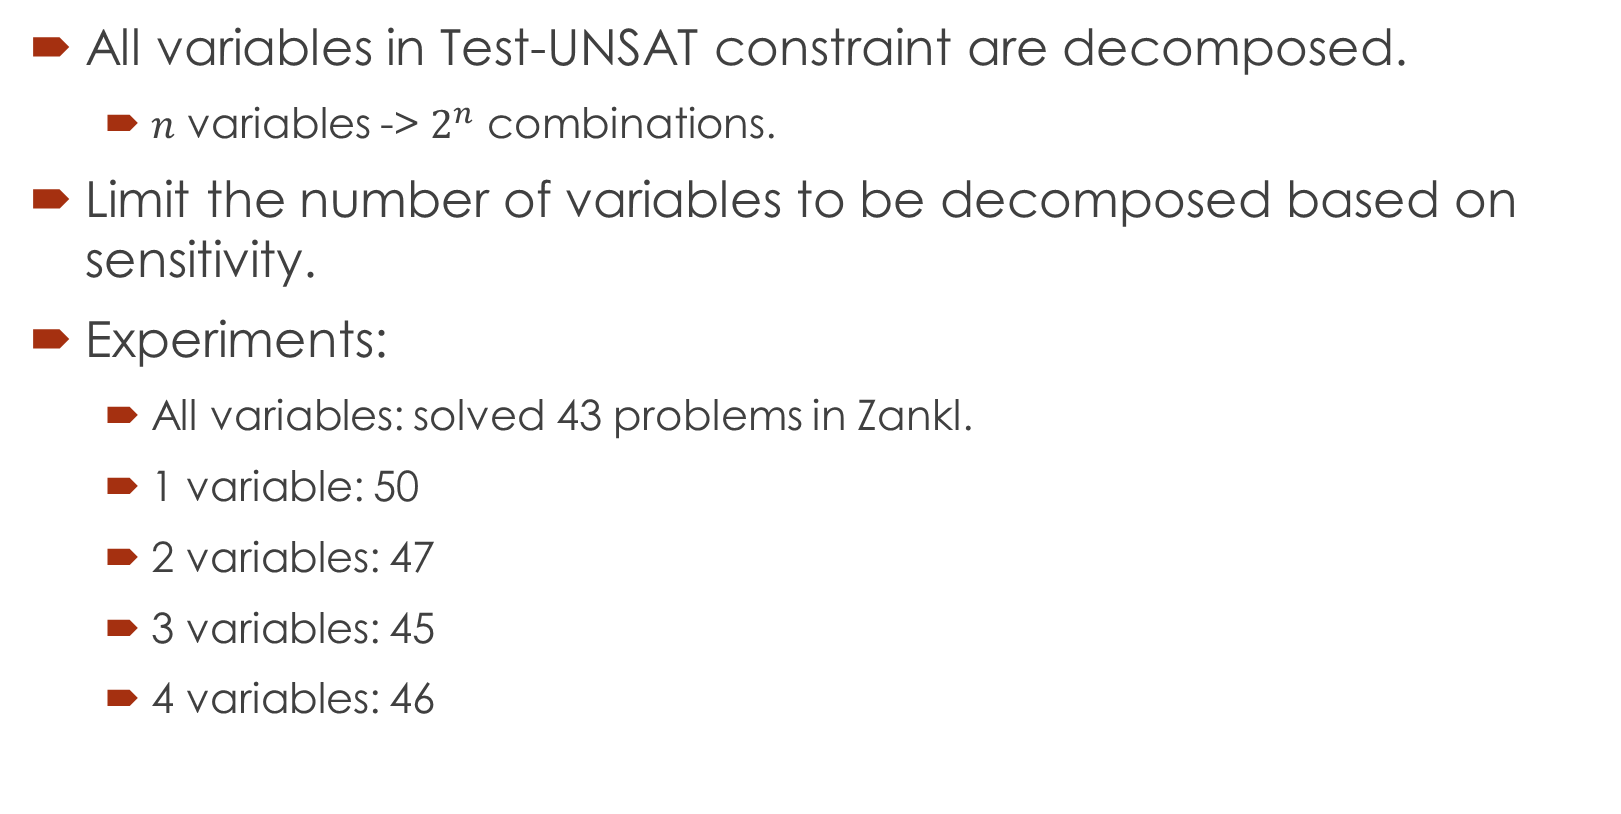 All variables in Test-UNSAT constraint are decomposed.
n variables -> 2ⁿ combinations.
Limit the number of variables to be decomposed based on
sensitivity.
Experiments:
All variables: solved 43 problems in Zankl.
1 variable: 50
2 variables: 47
3 variables: 45
4 variables: 46